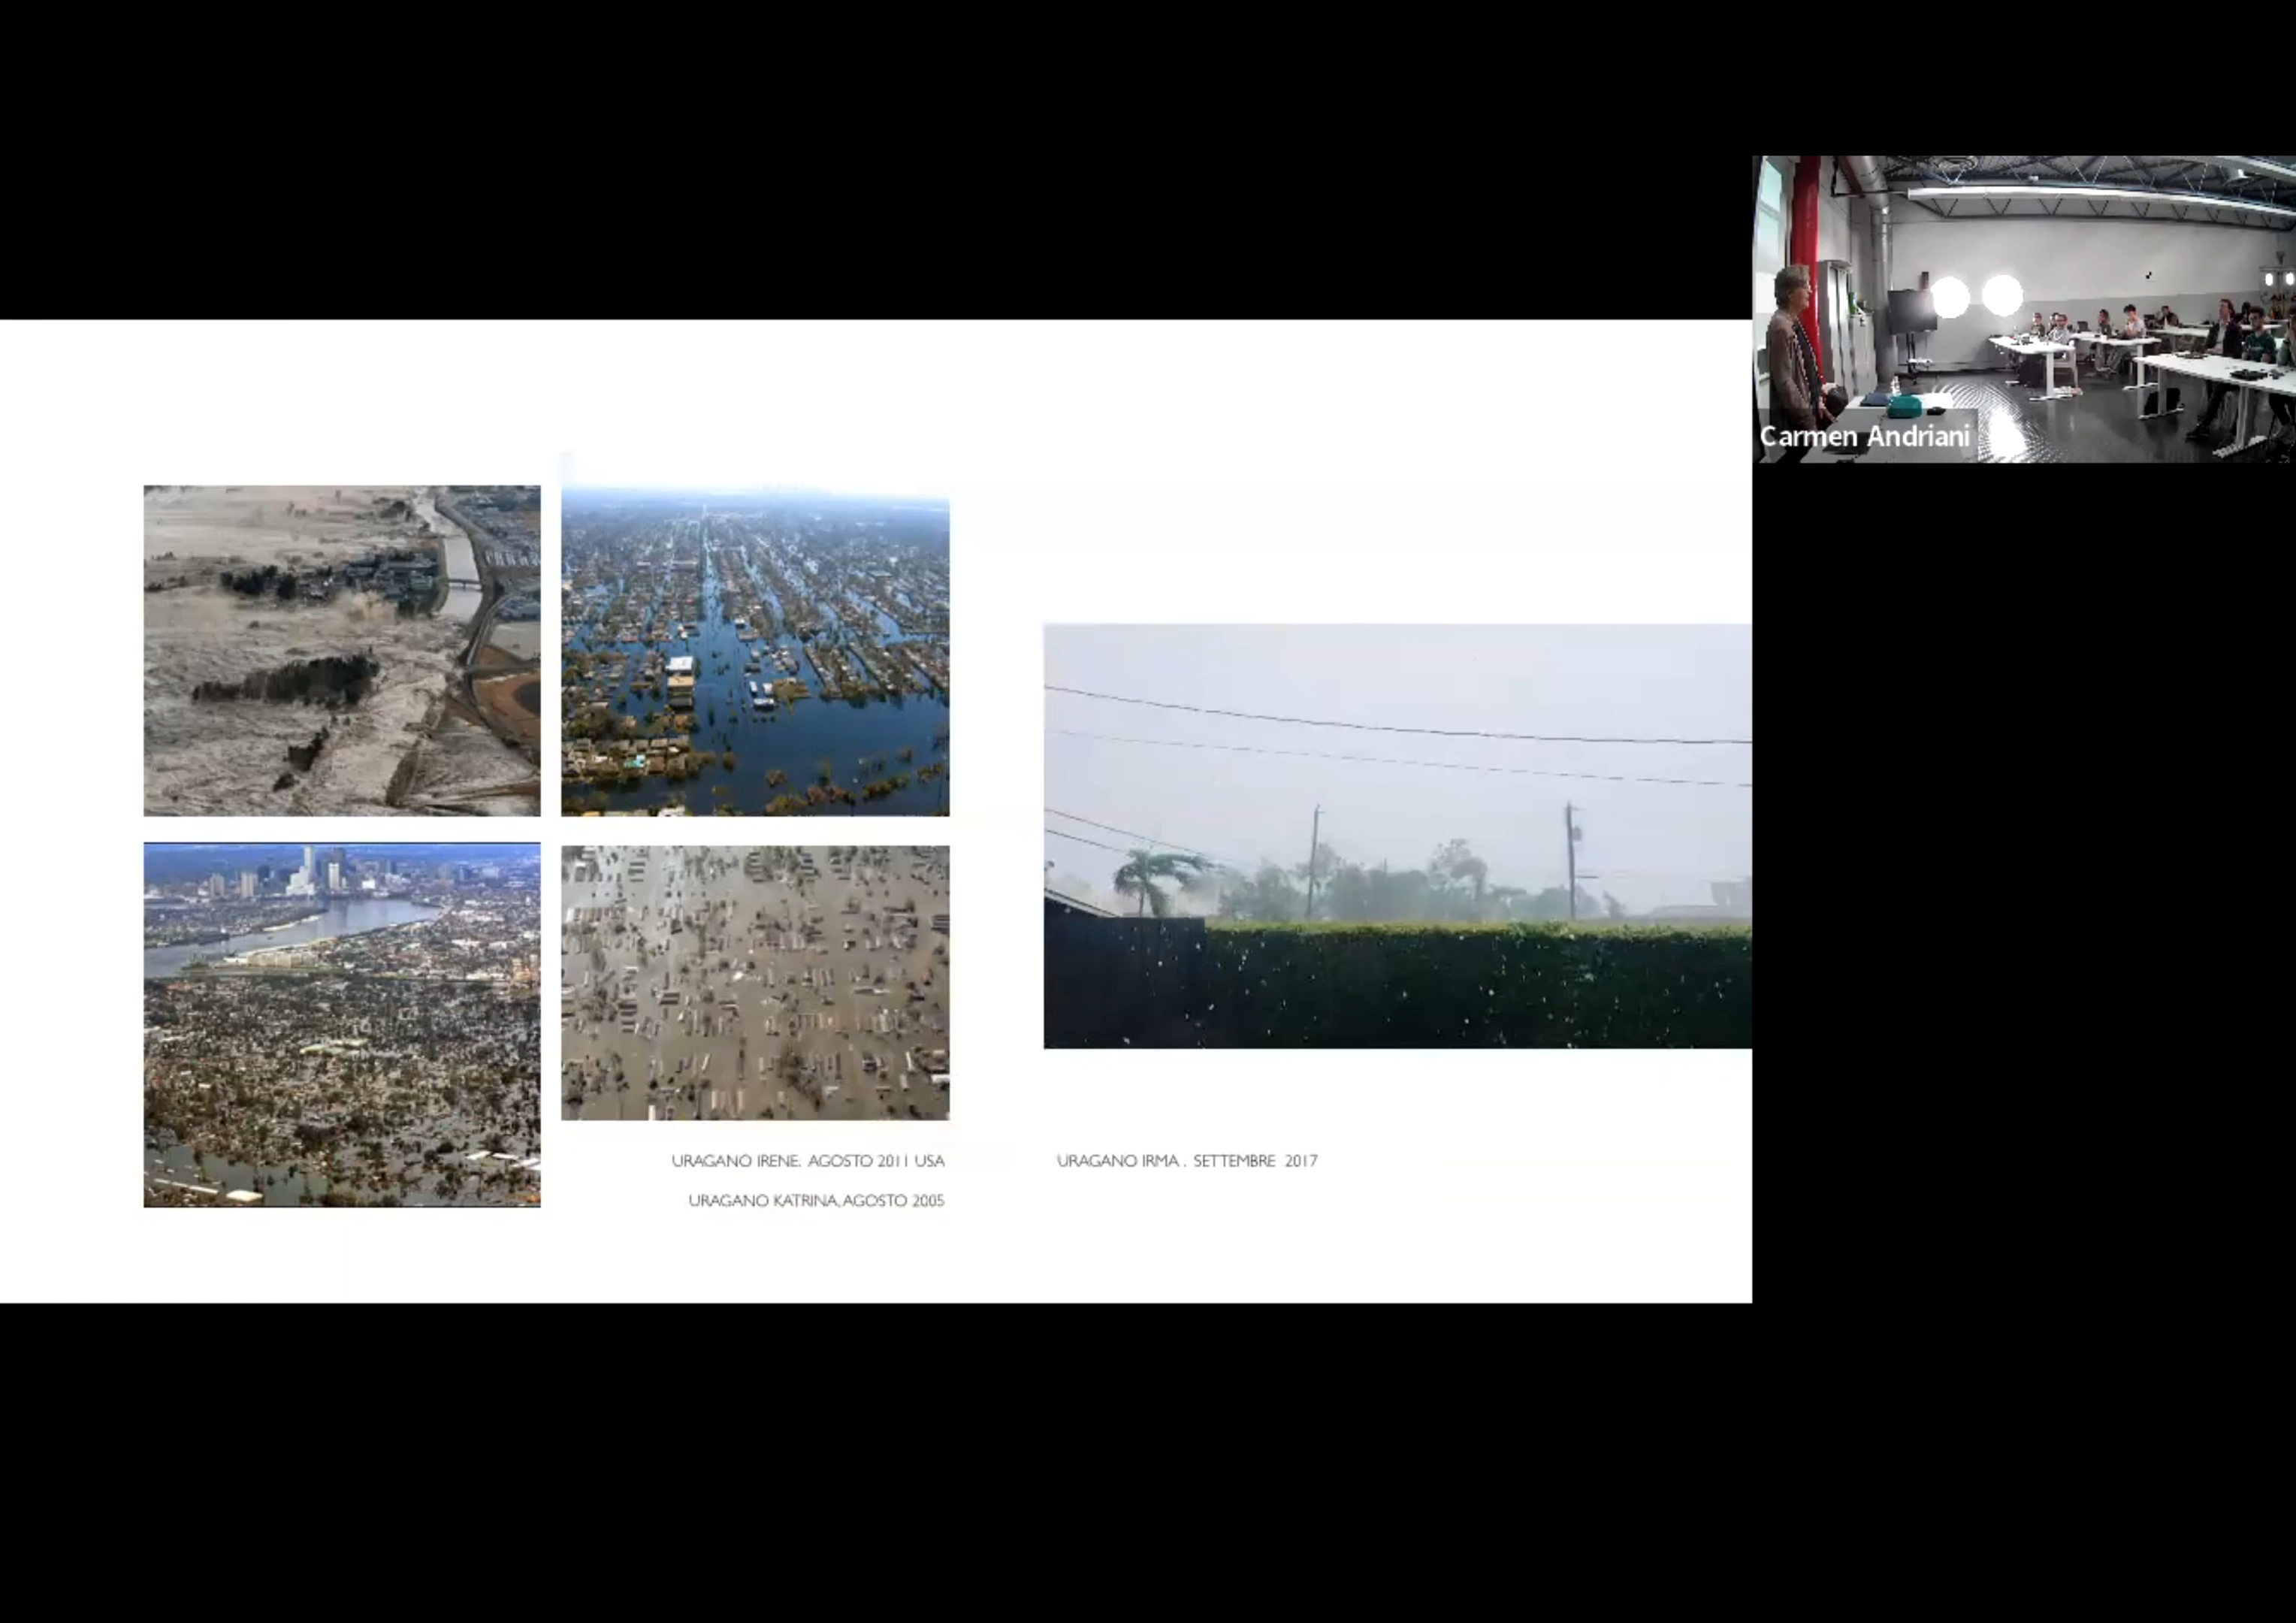 Carmen Andriani
URAGANO IRENE. AGOSTO 2011 USA
URAGANO KATRINA, AGOSTO 2005
URAGANO IRMA . SETTEMBRE 2017